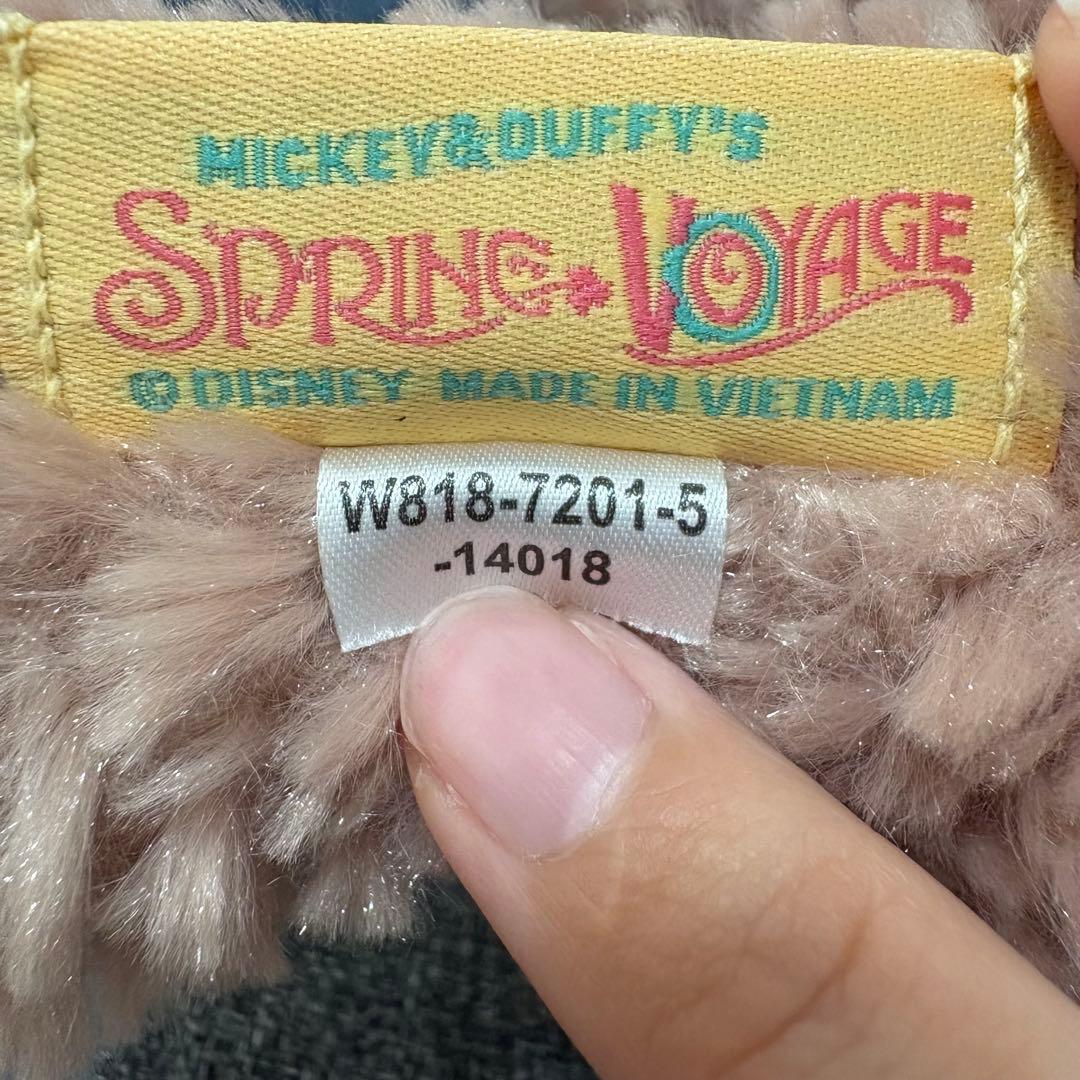 MICKEY&DUFFY'S
SPRING VOYAGE
© DISNEY MADE IN VIETNAM
W818-7201-5
-14018